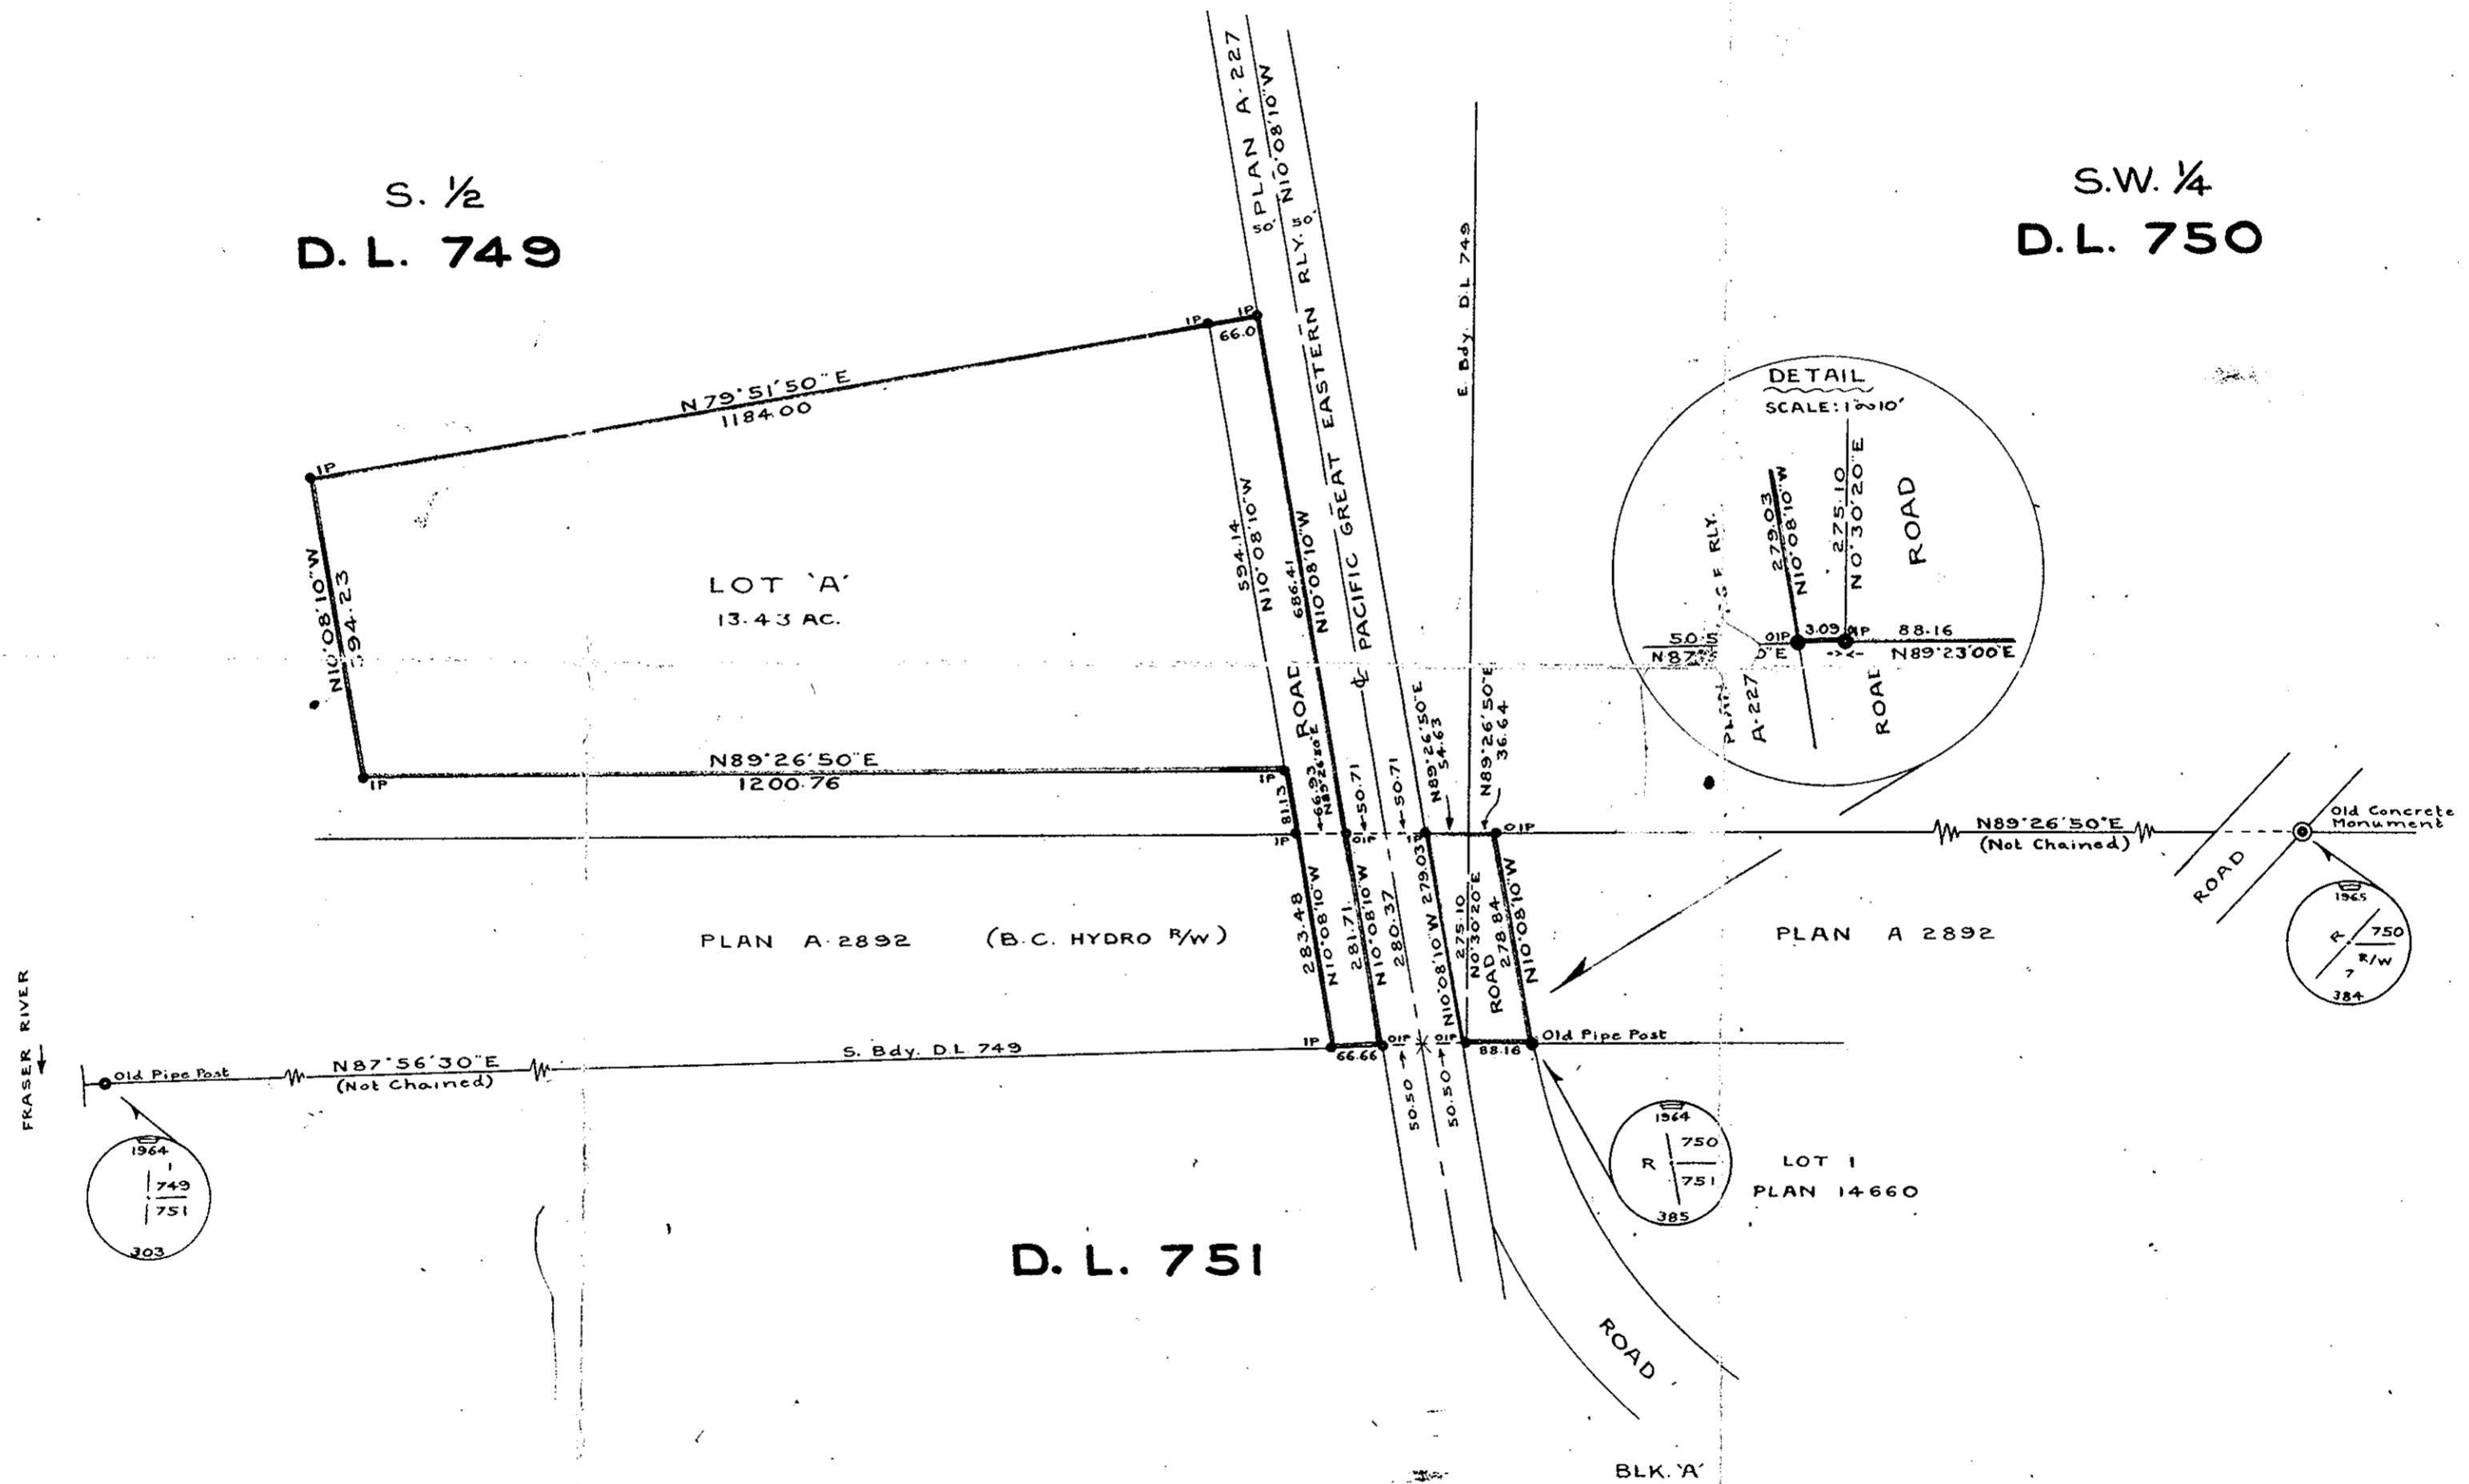 S. ½
D. L. 749
S.W. ¼
D. L. 750
PLAN A-227
N10°08'10"W
50.
50.
PACIFIC GREAT EASTERN RLY.
E. Bdy. D.L 749
IP
IP
66.0
N79°51'50"E
1184.00
IP
N10°08'10"W
594.23
LOT 'A'
13.43 AC.
594.14
N10°08'10"W
686.41
N10°08'10"W
ROAD
N89°26'50"E
1200.76
IP
IP
81.13
66.93
N89°26'50"E
50.71
50.71
N89°26'50"E
54.63
N89°26'50"E
36.64
IP
OIP
OIP
DETAIL
SCALE: 1"∾10'
279.03
N10°08'10"W
275.10
N0°30'20"E
ROAD
RLY.
50.5
N87°
"E
OIP
3.09
88.16
N89°23'00"E
A-227
ROAD
N89°26'50"E
(Not Chained)
Old Concrete
Monument
ROAD
1965
R
750
R/W
7
384
PLAN A-2892 (B.C. HYDRO R/W)
283.48
N10°08'10"W
281.71
N10°08'10"W
280.37
N10°08'10"W 279.03
275.10
N0°30'20"E
ROAD
278.84
N10°08'10"W
PLAN A 2892
FRASER RIVER
Old Pipe Post
N87°56'30"E
(Not Chained)
S. Bdy. D.L. 749
IP
66.66
OIP
OIP
88.16
Old Pipe Post
50.50
50.50
1964
1
749
751
303
1964
750
R
751
385
LOT 1
PLAN 14660
D. L. 751
ROAD
BLK. 'A'